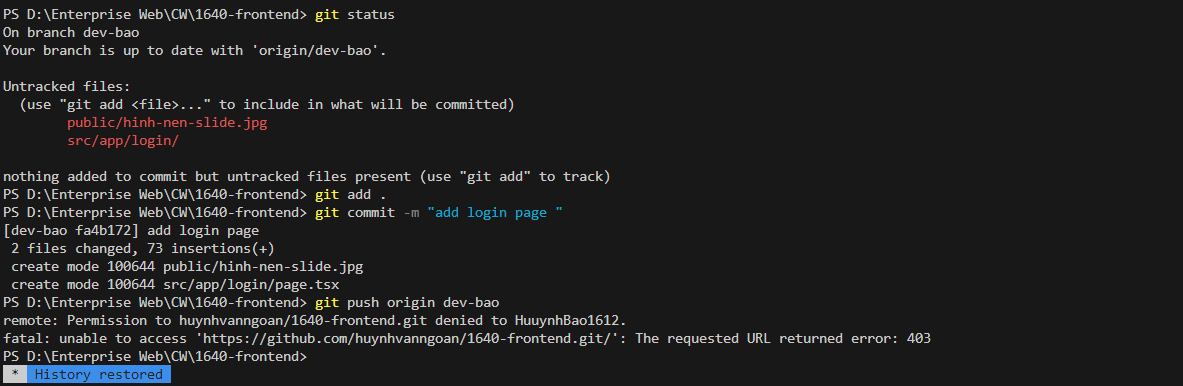 PS D:\Enterprise Web\CW\1640-frontend> git status
On branch dev-bao
Your branch is up to date with 'origin/dev-bao'.
Untracked files:
(use "git add <file>..." to include in what will be committed)
public/hinh-nen-slide.jpg
src/app/login/
nothing added to commit but untracked files present (use "git add" to track)
PS D:\Enterprise Web\CW\1640-frontend> git add .
PS D:\Enterprise Web\CW\1640-frontend> git commit -m "add login page "
[dev-bao fa4b172] add login page
2 files changed, 73 insertions(+)
create mode 100644 public/hinh-nen-slide.jpg
create mode 100644 src/app/login/page.tsx
PS D:\Enterprise Web\CW\1640-frontend> git push origin dev-bao
remote: Permission to huynhvanngoan/1640-frontend.git denied to HuuynhBao1612.
fatal: unable to access 'https://github.com/huynhvanngoan/1640-frontend.git/': The requested URL returned error: 403
PS D:\Enterprise Web\CW\1640-frontend>
* History restored